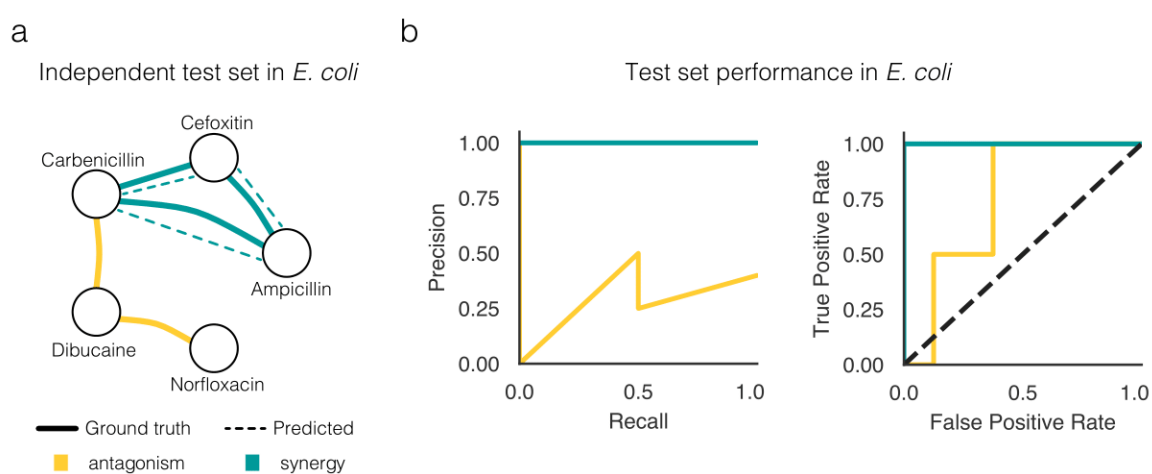 a
Independent test set in E. coli
Cefoxitin
Carbenicillin
Ampicillin
Dibucaine
Norfloxacin
Ground truth
Predicted
antagonism
synergy
b
Test set performance in E. coli
1.00
0.75
0.50
0.25
0.00
Precision
0.0
0.5
1.0
Recall
1.00
0.75
0.50
0.25
0.00
True Positive Rate
0.0
0.5
1.0
False Positive Rate